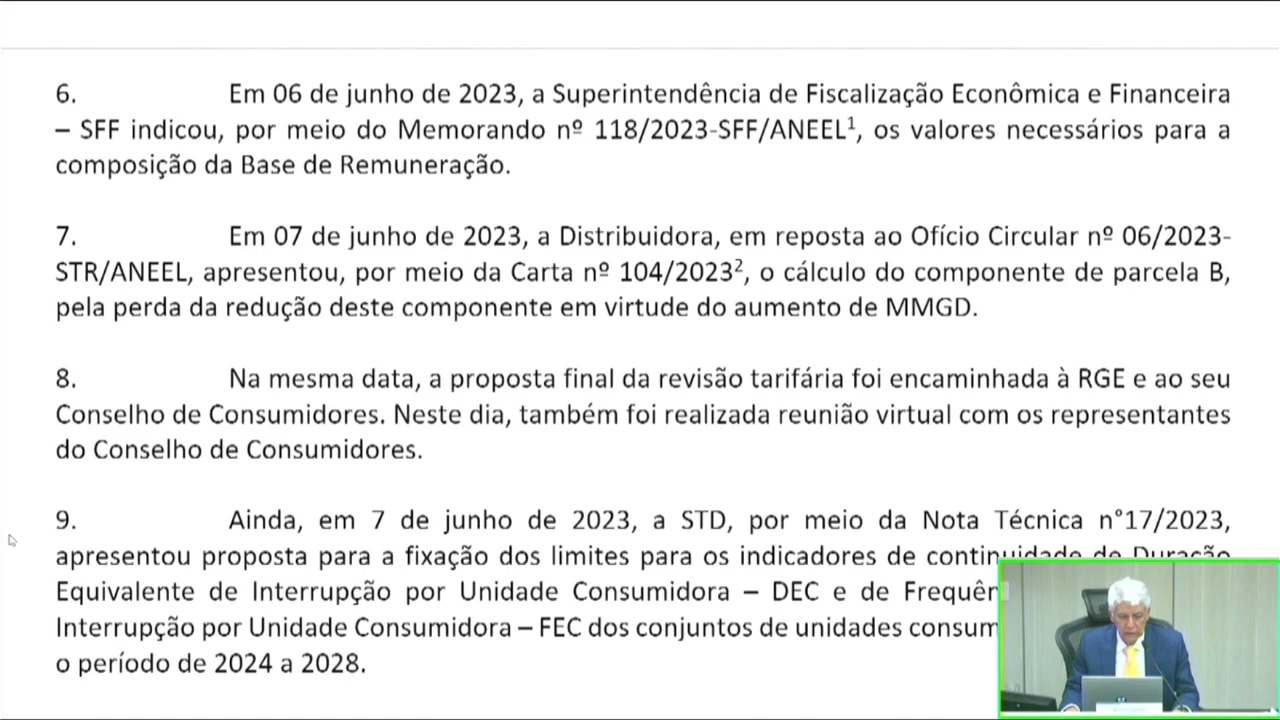 6. Em 06 de junho de 2023, a Superintendência de Fiscalização Econômica e Financeira
– SFF indicou, por meio do Memorando nº 118/2023-SFF/ANEEL¹, os valores necessários para a
composição da Base de Remuneração.
7. Em 07 de junho de 2023, a Distribuidora, em reposta ao Ofício Circular nº 06/2023-
STR/ANEEL, apresentou, por meio da Carta nº 104/2023², o cálculo do componente de parcela B,
pela perda da redução deste componente em virtude do aumento de MMGD.
8. Na mesma data, a proposta final da revisão tarifária foi encaminhada à RGE e ao seu
Conselho de Consumidores. Neste dia, também foi realizada reunião virtual com os representantes
do Conselho de Consumidores.
9. Ainda, em 7 de junho de 2023, a STD, por meio da Nota Técnica n°17/2023,
apresentou proposta para a fixação dos limites para os indicadores de continuidade de Duração
Equivalente de Interrupção por Unidade Consumidora – DEC e de Frequên
Interrupção por Unidade Consumidora – FEC dos conjuntos de unidades consum
o período de 2024 a 2028.